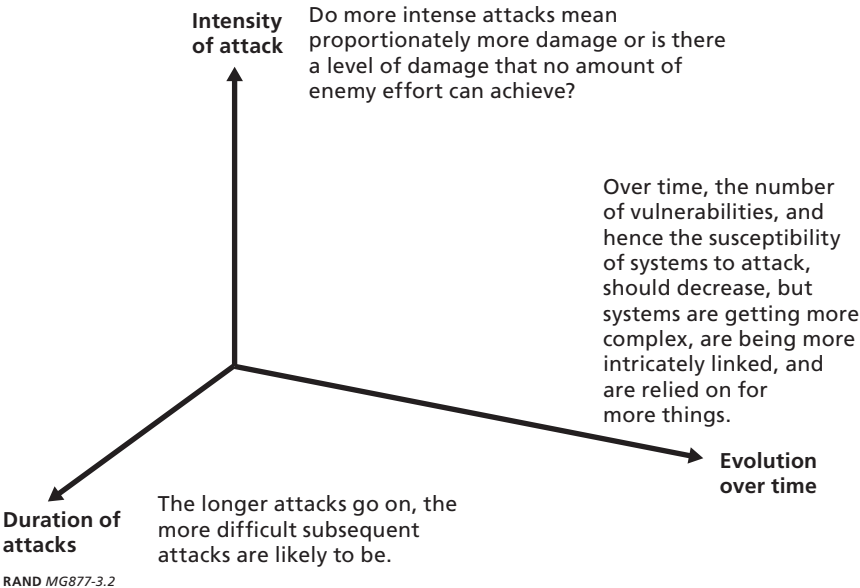 Intensity
of attack
Do more intense attacks mean
proportionately more damage or is there
a level of damage that no amount of
enemy effort can achieve?
Over time, the number
of vulnerabilities, and
hence the susceptibility
of systems to attack,
should decrease, but
systems are getting more
complex, are being more
intricately linked, and
are relied on for
more things.
Evolution
over time
Duration of
attacks
The longer attacks go on, the
more difficult subsequent
attacks are likely to be.
RAND MG877-3.2